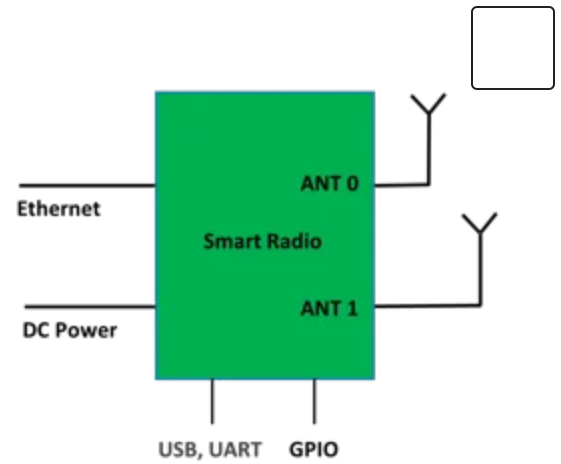 ANT 0
Ethernet
Smart Radio
ANT 1
DC Power
USB, UART
GPIO